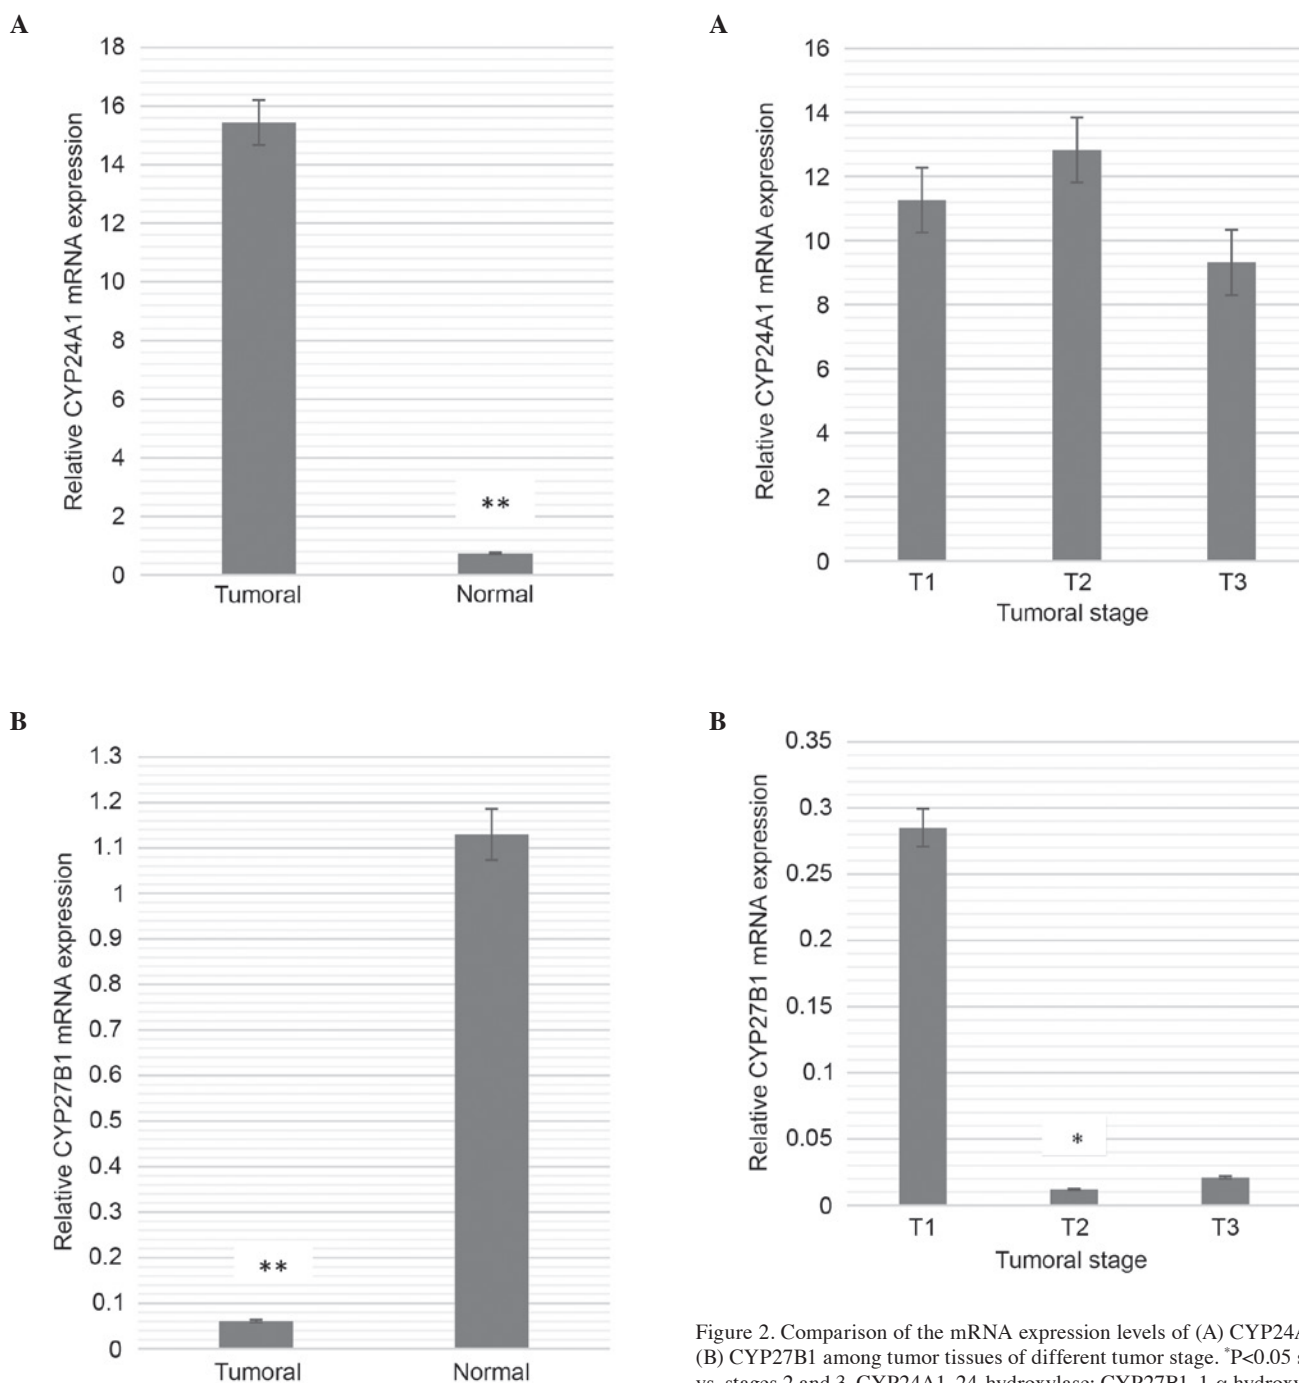 A
18
16
14
12
10
8
6
4
2
0
Relative CYP24A1 mRNA expression
**
Tumoral Normal
B
1.3
1.2
1.1
1
0.9
0.8
0.7
0.6
0.5
0.4
0.3
0.2
0.1
0
Relative CYP27B1 mRNA expression
**
Tumoral Normal
A
16
14
12
10
8
6
4
2
0
Relative CYP24A1 mRNA expression
T1 T2 T3
Tumoral stage
B
0.35
0.3
0.25
0.2
0.15
0.1
0.05
0
Relative CYP27B1 mRNA expression
*
T1 T2 T3
Tumoral stage
Figure 2. Comparison of the mRNA expression levels of (A) CYP24A
(B) CYP27B1 among tumor tissues of different tumor stage. *P<0.05 s
vs. stages 2 and 3. CYP24A1, 24-hydroxylase; CYP27B1, 1-α hydrox